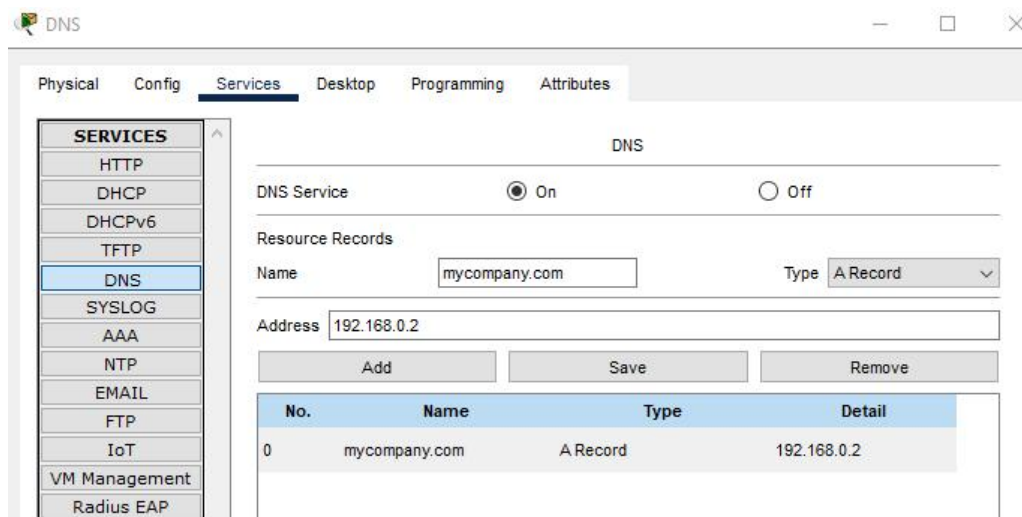 DNS
Physical Config Services Desktop Programming Attributes
SERVICES
HTTP
DHCP
DHCPv6
TFTP
DNS
SYSLOG
AAA
NTP
EMAIL
FTP
IoT
VM Management
Radius EAP
DNS
DNS Service On Off
Resource Records
Name mycompany.com Type A Record
Address 192.168.0.2
Add Save Remove
No. Name Type Detail
0 mycompany.com A Record 192.168.0.2